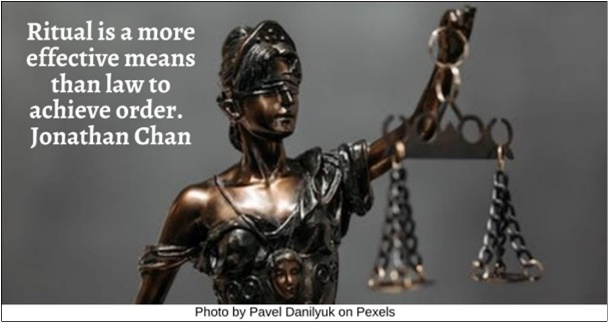 Ritual is a more
effective means
than law to
achieve order.
Jonathan Chan
Photo by Pavel Danilyuk on Pexels